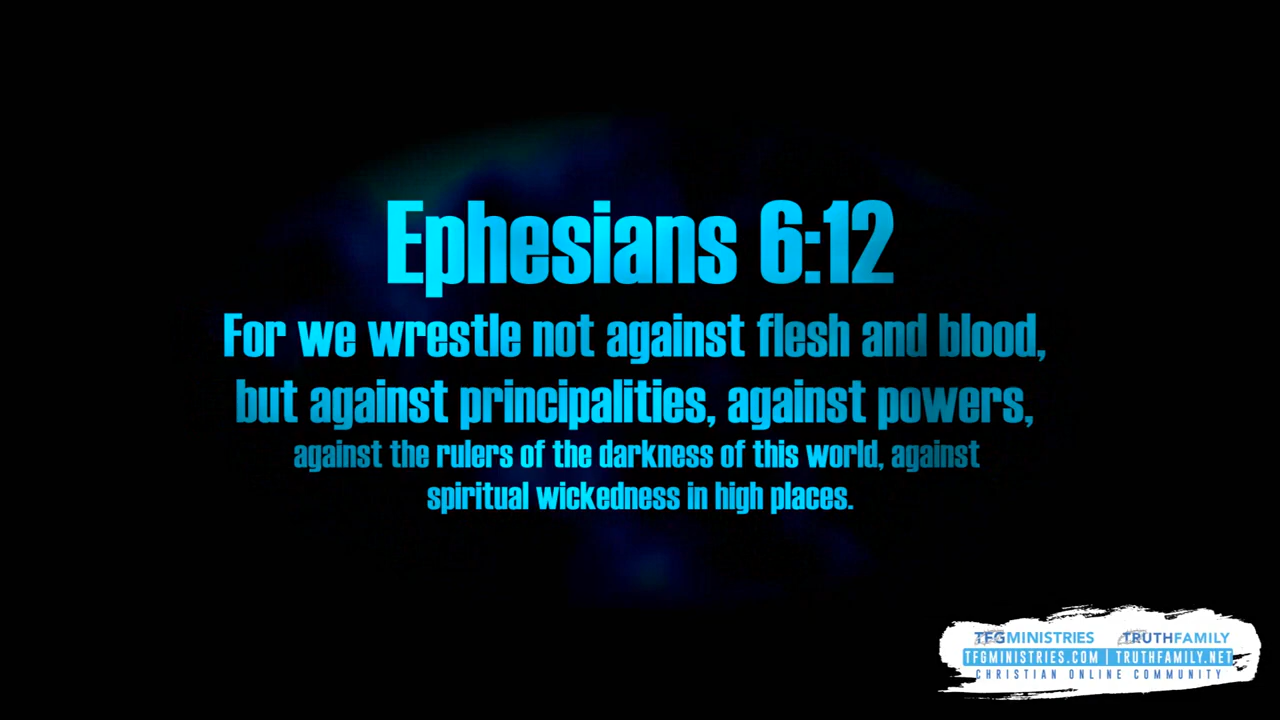 Ephesians 6:12
For we wrestle not against flesh and blood,
but against principalities, against powers,
against the rulers of the darkness of this world, against
spiritual wickedness in high places.
TFGMINISTRIES TRUTHFAMILY
TFGMINISTRIES.COM | TRUTHFAMILY.NET
CHRISTIAN ONLINE COMMUNITY